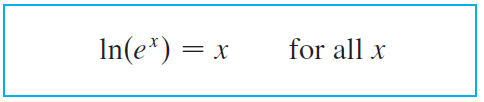 ln(eˣ) = x for all x